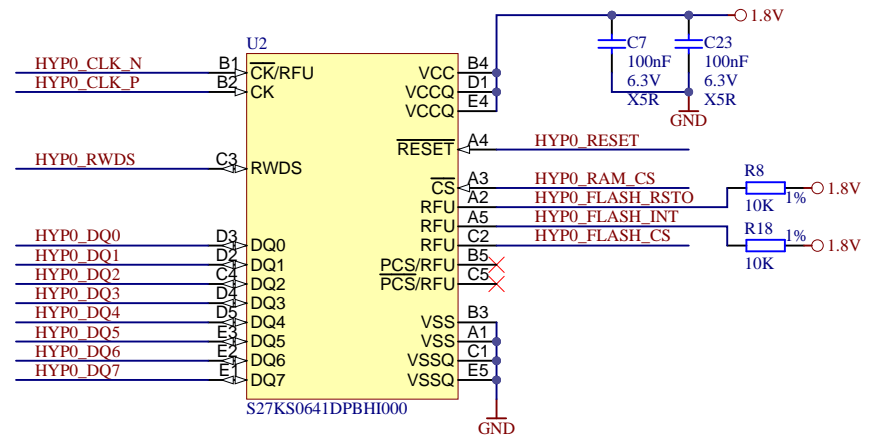 U2
S27KS0641DPBHI000
HYP0_CLK_N B1 CK/RFU
HYP0_CLK_P B2 CK
HYP0_RWDS C3 RWDS
HYP0_DQ0 D3 DQ0
HYP0_DQ1 D2 DQ1
HYP0_DQ2 C4 DQ2
HYP0_DQ3 D4 DQ3
HYP0_DQ4 D5 DQ4
HYP0_DQ5 E3 DQ5
HYP0_DQ6 E2 DQ6
HYP0_DQ7 E1 DQ7
VCC B4
VCCQ D1
VCCQ E4
RESET A4 HYP0_RESET
CS A3 HYP0_RAM_CS
RFU A2 HYP0_FLASH_RSTO
RFU A5 HYP0_FLASH_INT
RFU C2 HYP0_FLASH_CS
PCS/RFU B5
PCS/RFU C5
VSS B3
VSS A1
VSSQ C1
VSSQ E5
GND
1.8V
C7
100nF
6.3V
X5R
C23
100nF
6.3V
X5R
GND
R8
10K
1%
1.8V
R18
10K
1%
1.8V